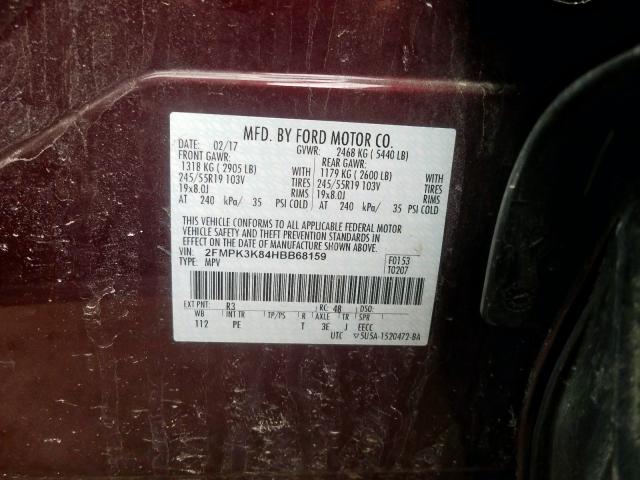 MFD. BY FORD MOTOR CO.
DATE: 02/17 GVWR: 2468 KG ( 5440 LB)
FRONT GAWR: REAR GAWR:
1318 KG ( 2905 LB) WITH 1179 KG ( 2600 LB) WITH
245/55R19 103V TIRES 245/55R19 103V TIRES
19x8.0J RIMS 19x8.0J RIMS
AT 240 kPa/ 35 PSI COLD AT 240 kPa/ 35 PSI COLD
THIS VEHICLE CONFORMS TO ALL APPLICABLE FEDERAL MOTOR
VEHICLE SAFETY AND THEFT PREVENTION STANDARDS IN
EFFECT ON THE DATE OF MANUFACTURE SHOWN ABOVE.
VIN: 2FMPK3K84HBB68159 F0153
TYPE: MPV T0207
EXT PNT: R3 RC: 48 DSO:
WB INT TR TP/PS R AXLE TR SPR
112 PE T 3E J EECC
UTC 5U5A-1520472-BA